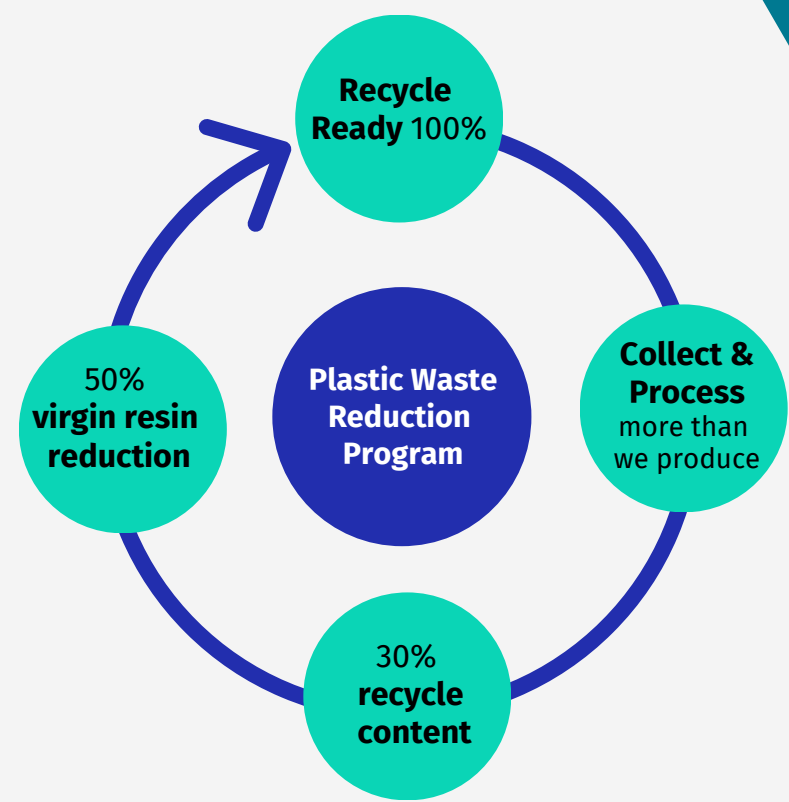 Recycle
Ready 100%
Collect &
Process
more than
we produce
Plastic Waste
Reduction
Program
50%
virgin resin
reduction
30%
recycle
content